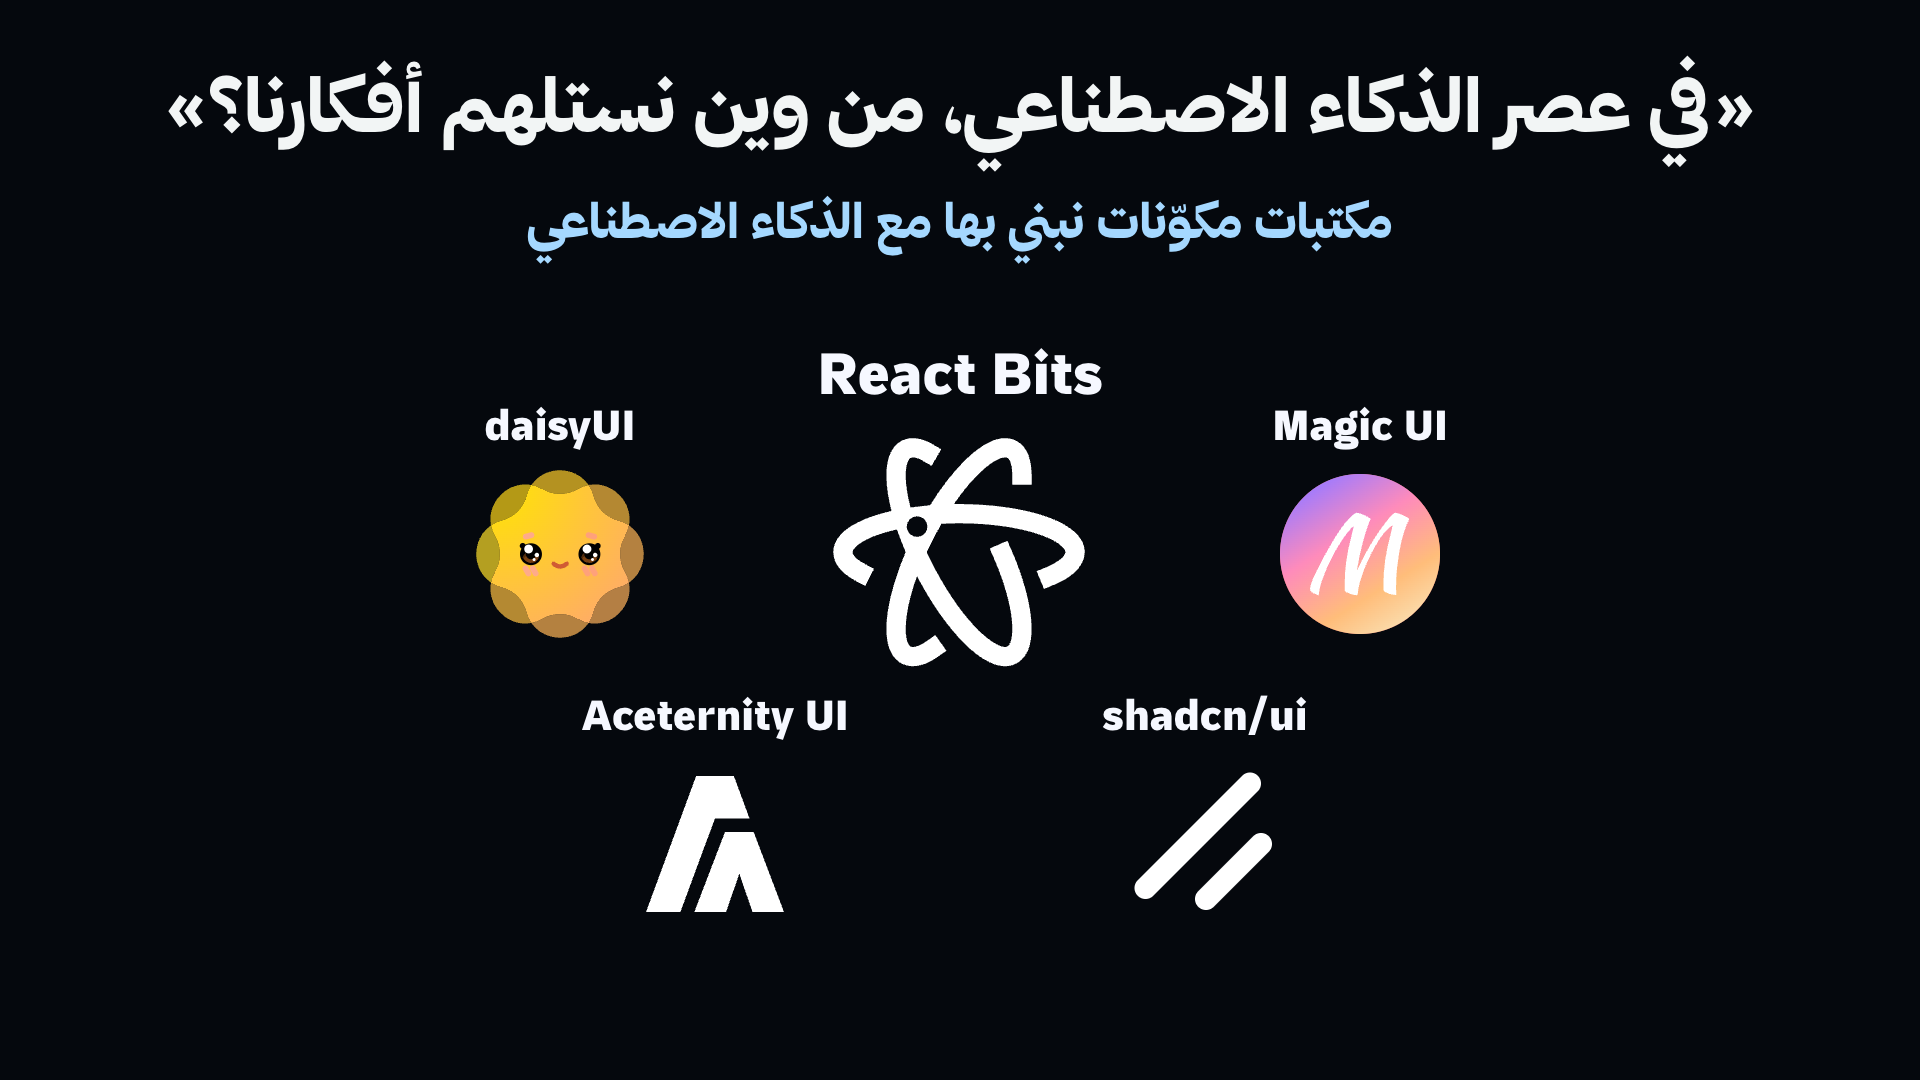 «في عصر الذكاء الاصطناعي، من وين نستلهم أفكارنا؟»
مكتبات مكوّنات نبني بها مع الذكاء الاصطناعي
React Bits
daisyUI
Magic UI
M
Aceternity UI
shadcn/ui